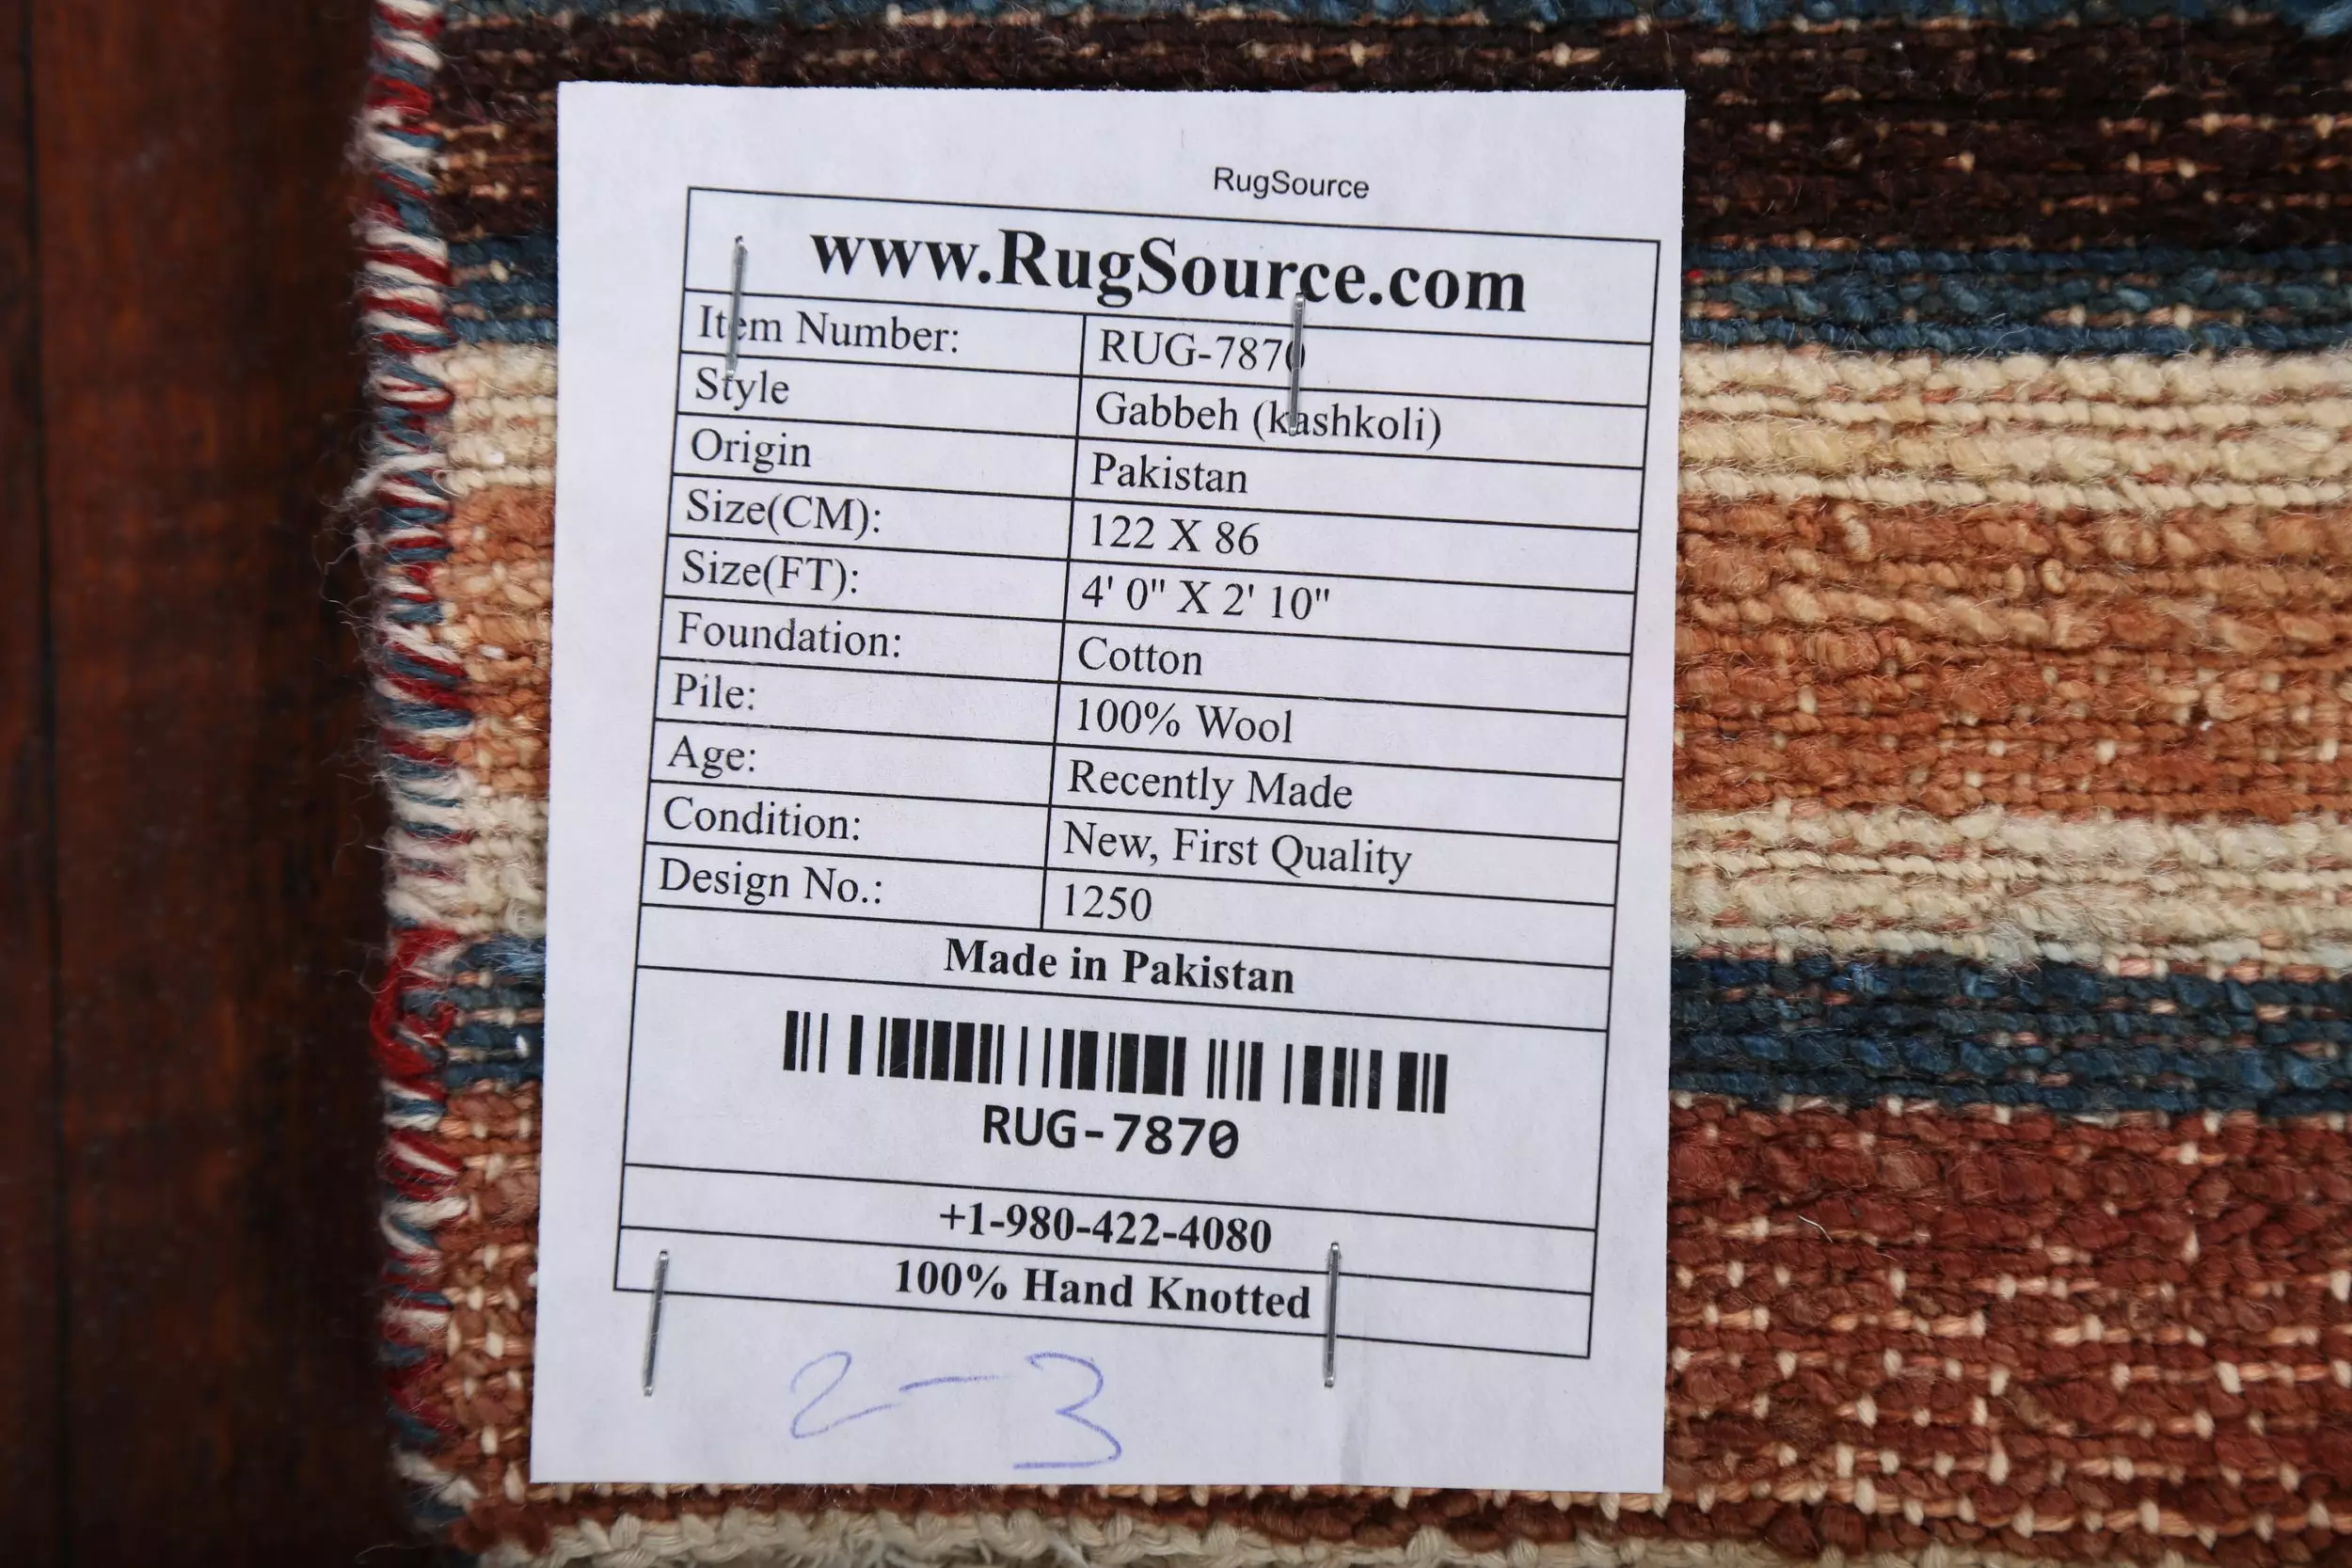 RugSource
www.RugSource.com
Item Number: RUG-7870
Style Gabbeh (kashkoli)
Origin Pakistan
Size(CM): 122 X 86
Size(FT): 4' 0" X 2' 10"
Foundation: Cotton
Pile: 100% Wool
Age: Recently Made
Condition: New, First Quality
Design No.: 1250
Made in Pakistan
RUG-7870
+1-980-422-4080
100% Hand Knotted
2-3